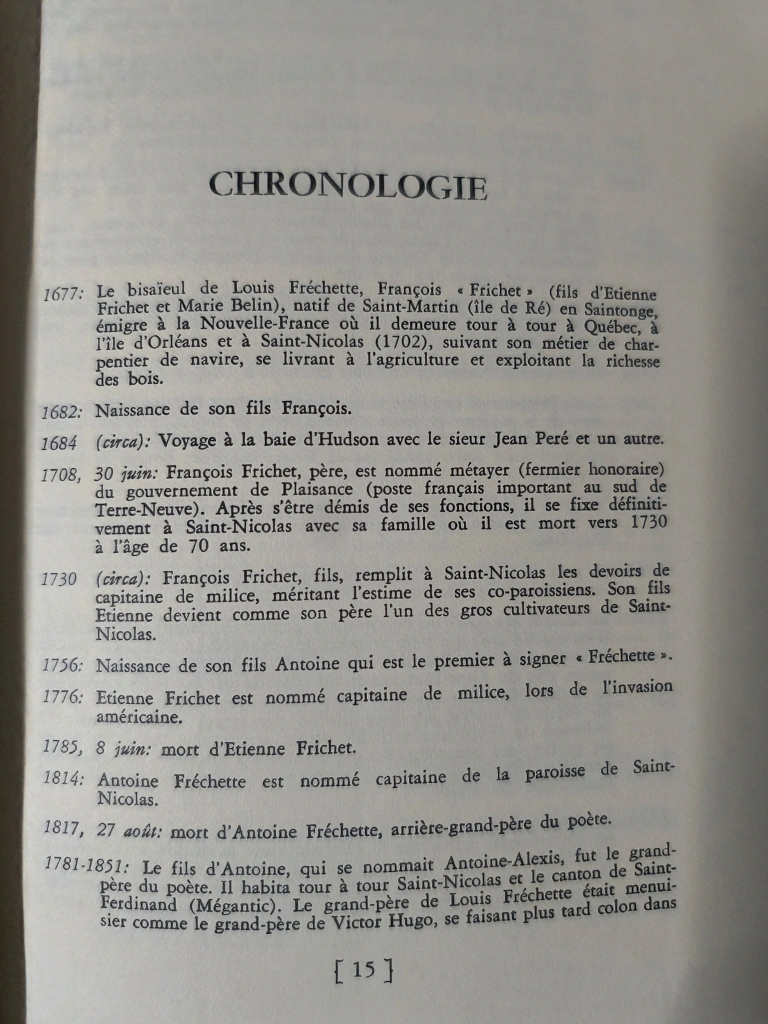 CHRONOLOGIE
1677: Le bisaïeul de Louis Fréchette, François « Frichet » (fils d'Etienne
Frichet et Marie Belin), natif de Saint-Martin (île de Ré) en Saintonge,
émigre à la Nouvelle-France où il demeure tour à tour à Québec, à
l'île d'Orléans et à Saint-Nicolas (1702), suivant son métier de char-
pentier de navire, se livrant à l'agriculture et exploitant la richesse
des bois.
1682: Naissance de son fils François.
1684 (circa): Voyage à la baie d'Hudson avec le sieur Jean Peré et un autre.
1708, 30 juin: François Frichet, père, est nommé métayer (fermier honoraire)
du gouvernement de Plaisance (poste français important au sud de
Terre-Neuve). Après s'être démis de ses fonctions, il se fixe définiti-
vement à Saint-Nicolas avec sa famille où il est mort vers 1730
à l'âge de 70 ans.
1730 (circa): François Frichet, fils, remplit à Saint-Nicolas les devoirs de
capitaine de milice, méritant l'estime de ses co-paroissiens. Son fils
Etienne devient comme son père l'un des gros cultivateurs de Saint-
Nicolas.
1756: Naissance de son fils Antoine qui est le premier à signer « Fréchette ».
1776: Etienne Frichet est nommé capitaine de milice, lors de l'invasion
américaine.
1785, 8 juin: mort d'Etienne Frichet.
1814: Antoine Fréchette est nommé capitaine de la paroisse de Saint-
Nicolas.
1817, 27 août: mort d'Antoine Fréchette, arrière-grand-père du poète.
1781-1851: Le fils d'Antoine, qui se nommait Antoine-Alexis, fut le grand-
père du poète. Il habita tour à tour Saint-Nicolas et le canton de Saint-
Ferdinand (Mégantic). Le grand-père de Louis Fréchette était menui-
sier comme le grand-père de Victor Hugo, se faisant plus tard colon dans
[ 15 ]